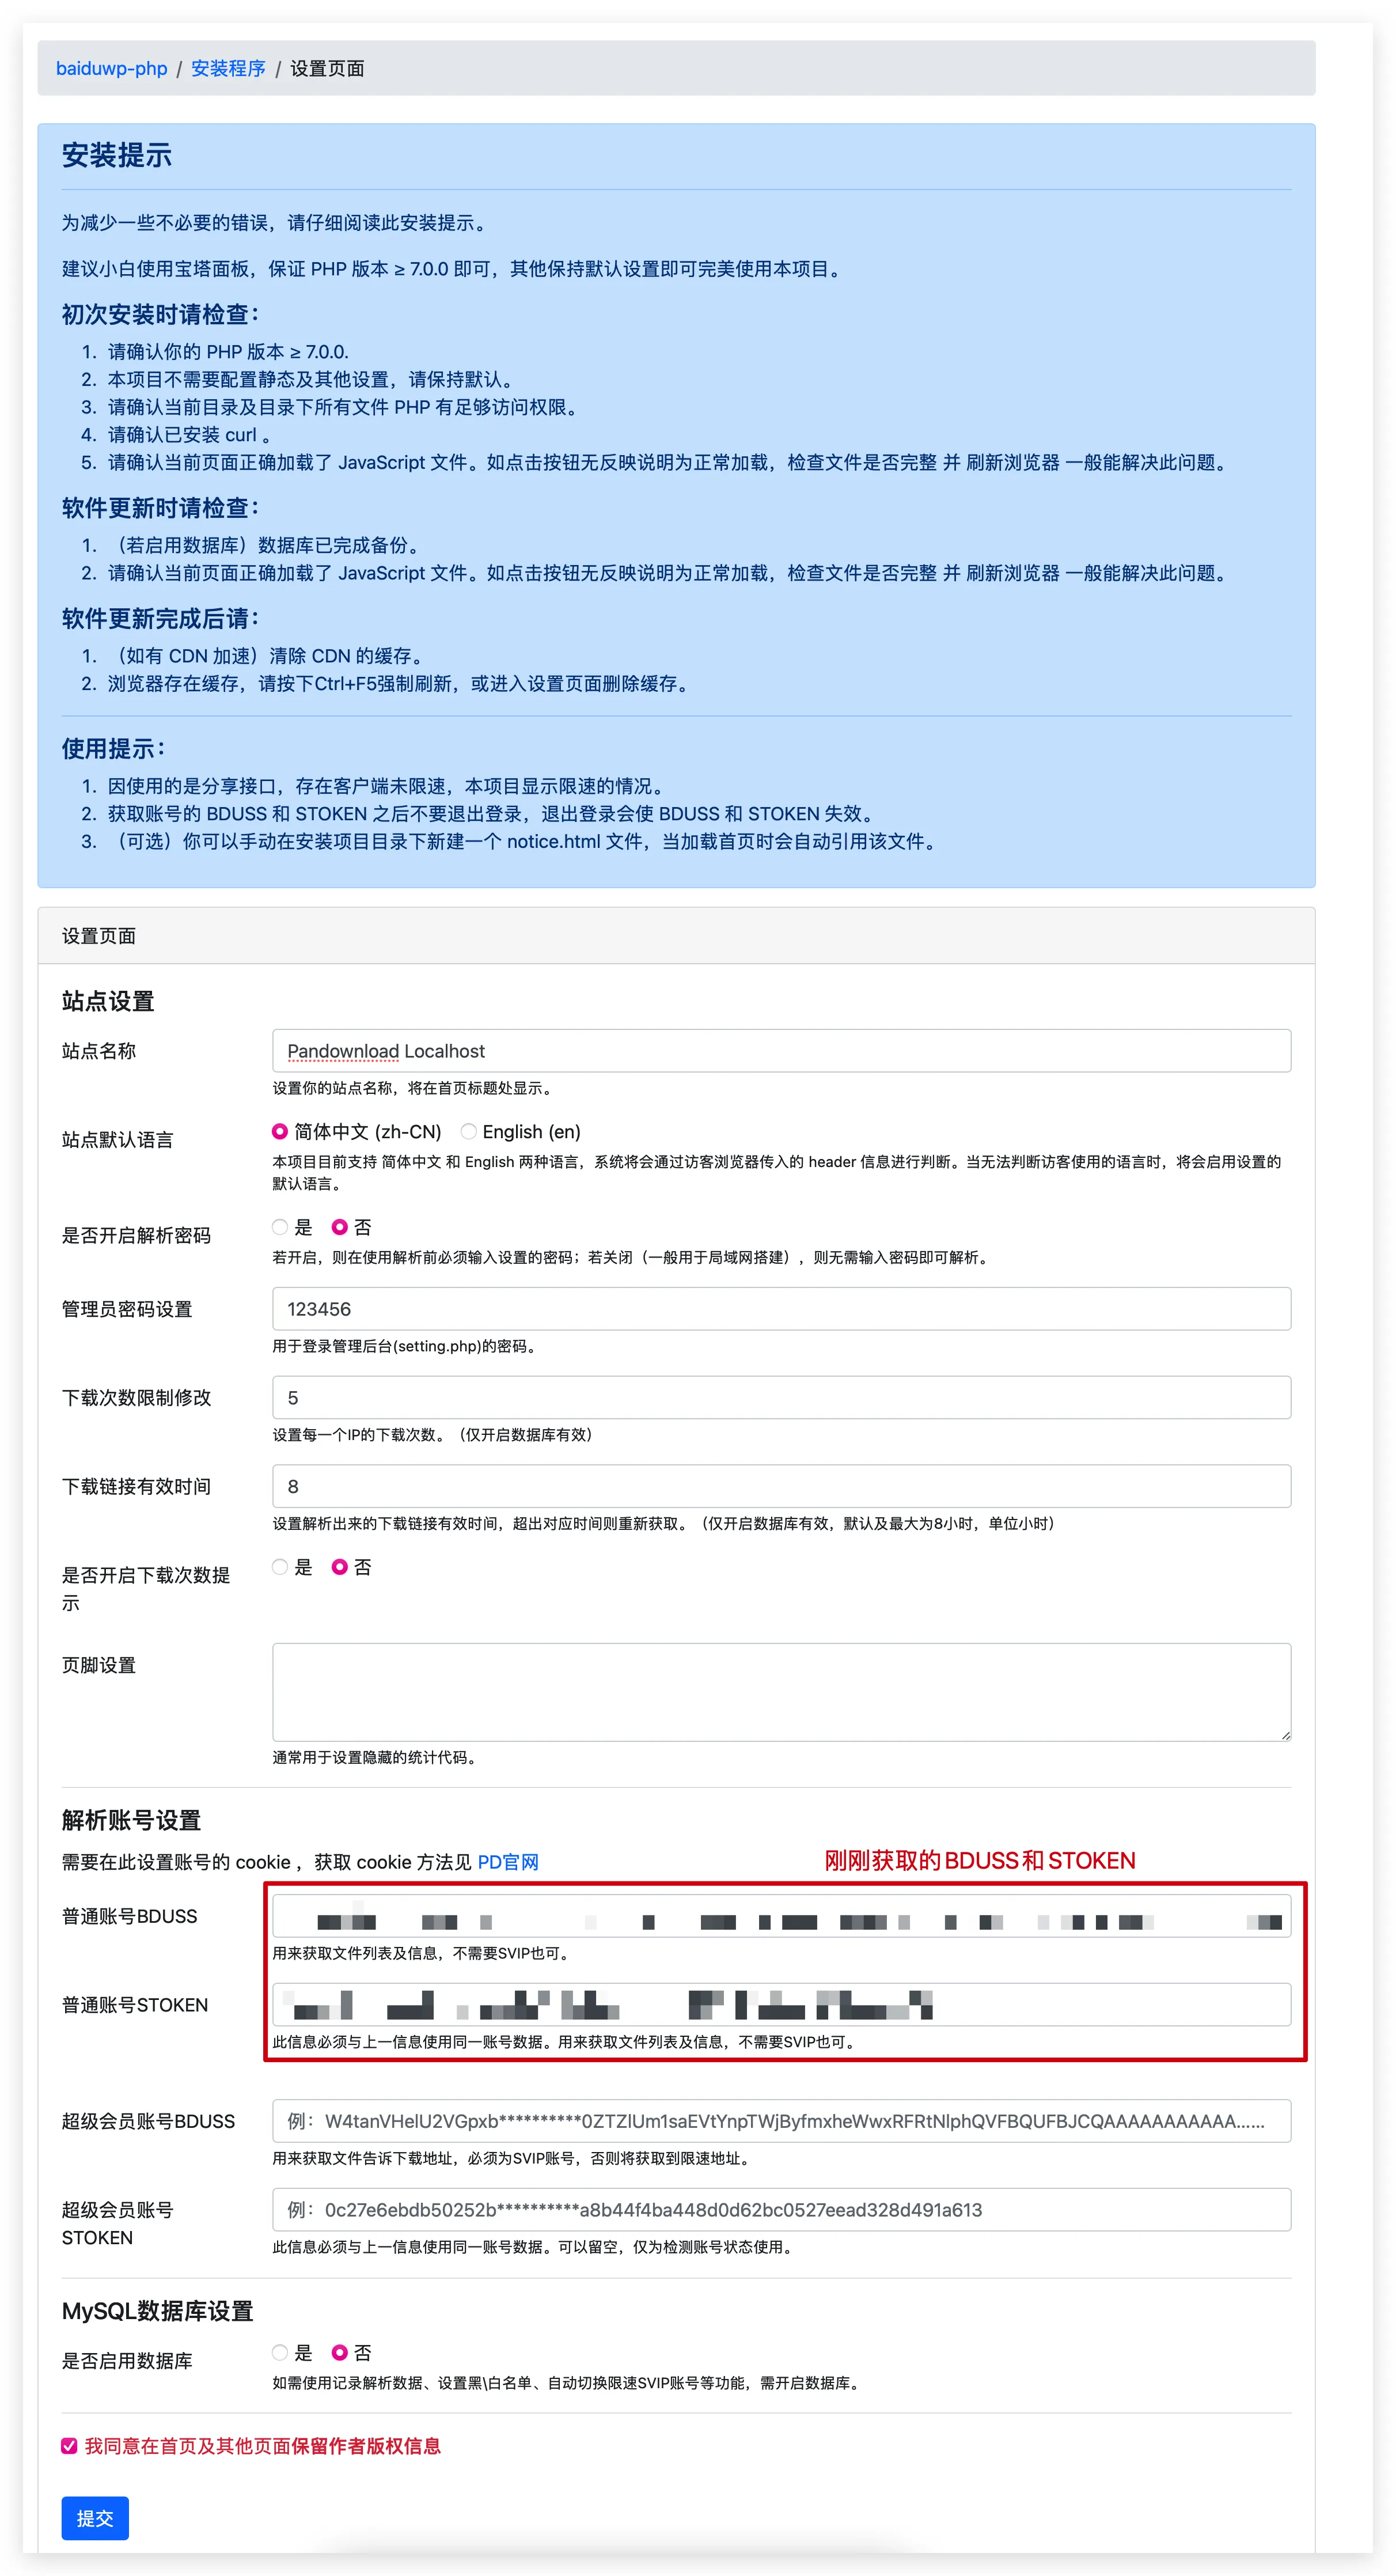 baiduwp-php / 安装程序 / 设置页面
安装提示
为减少一些不必要的错误，请仔细阅读此安装提示。
建议小白使用宝塔面板，保证 PHP 版本 ≥ 7.0.0 即可，其他保持默认设置即可完美使用本项目。
初次安装时请检查：
1. 请确认你的 PHP 版本 ≥ 7.0.0.
2. 本项目不需要配置静态及其他设置，请保持默认。
3. 请确认当前目录及目录下所有文件 PHP 有足够访问权限。
4. 请确认已安装 curl 。
5. 请确认当前页面正确加载了 JavaScript 文件。如点击按钮无反映说明为正常加载，检查文件是否完整 并 刷新浏览器 一般能解决此问题。
软件更新时请检查：
1. （若启用数据库）数据库已完成备份。
2. 请确认当前页面正确加载了 JavaScript 文件。如点击按钮无反映说明为正常加载，检查文件是否完整 并 刷新浏览器 一般能解决此问题。
软件更新完成后请：
1. （如有 CDN 加速）清除 CDN 的缓存。
2. 浏览器存在缓存，请按下Ctrl+F5强制刷新，或进入设置页面删除缓存。
使用提示：
1. 因使用的是分享接口，存在客户端未限速，本项目显示限速的情况。
2. 获取账号的 BDUSS 和 STOKEN 之后不要退出登录，退出登录会使 BDUSS 和 STOKEN 失效。
3. （可选）你可以手动在安装项目目录下新建一个 notice.html 文件，当加载首页时会自动引用该文件。
设置页面
站点设置
站点名称
Pandownload Localhost
设置你的站点名称，将在首页标题处显示。
站点默认语言
简体中文 (zh-CN) English (en)
本项目目前支持 简体中文 和 English 两种语言，系统将会通过访客浏览器传入的 header 信息进行判断。当无法判断访客使用的语言时，将会启用设置的
默认语言。
是否开启解析密码
是 否
若开启，则在使用解析前必须输入设置的密码；若关闭（一般用于局域网搭建），则无需输入密码即可解析。
管理员密码设置
123456
用于登录管理后台(setting.php)的密码。
下载次数限制修改
5
设置每一个IP的下载次数。（仅开启数据库有效）
下载链接有效时间
8
设置解析出来的下载链接有效时间，超出对应时间则重新获取。（仅开启数据库有效，默认及最大为8小时，单位小时）
是否开启下载次数提
示
是 否
页脚设置
通常用于设置隐藏的统计代码。
解析账号设置
需要在此设置账号的 cookie ，获取 cookie 方法见 PD官网
刚刚获取的BDUSS和STOKEN
普通账号BDUSS
用来获取文件列表及信息，不需要SVIP也可。
普通账号STOKEN
此信息必须与上一信息使用同一账号数据。用来获取文件列表及信息，不需要SVIP也可。
超级会员账号BDUSS
例：W4tanVHelU2VGpxb**********0ZTZlUm1saEVtYnpTWjByfmxheWwxRFRtNlphQVFBQUFBJCQAAAAAAAAAAA......
用来获取文件告诉下载地址，必须为SVIP账号，否则将获取到限速地址。
超级会员账号
STOKEN
例：0c27e6ebdb50252b**********a8b44f4ba448d0d62bc0527eead328d491a613
此信息必须与上一信息使用同一账号数据。可以留空，仅为检测账号状态使用。
MySQL数据库设置
是否启用数据库
是 否
如需使用记录解析数据、设置黑\白名单、自动切换限速SVIP账号等功能，需开启数据库。
我同意在首页及其他页面保留作者版权信息
提交